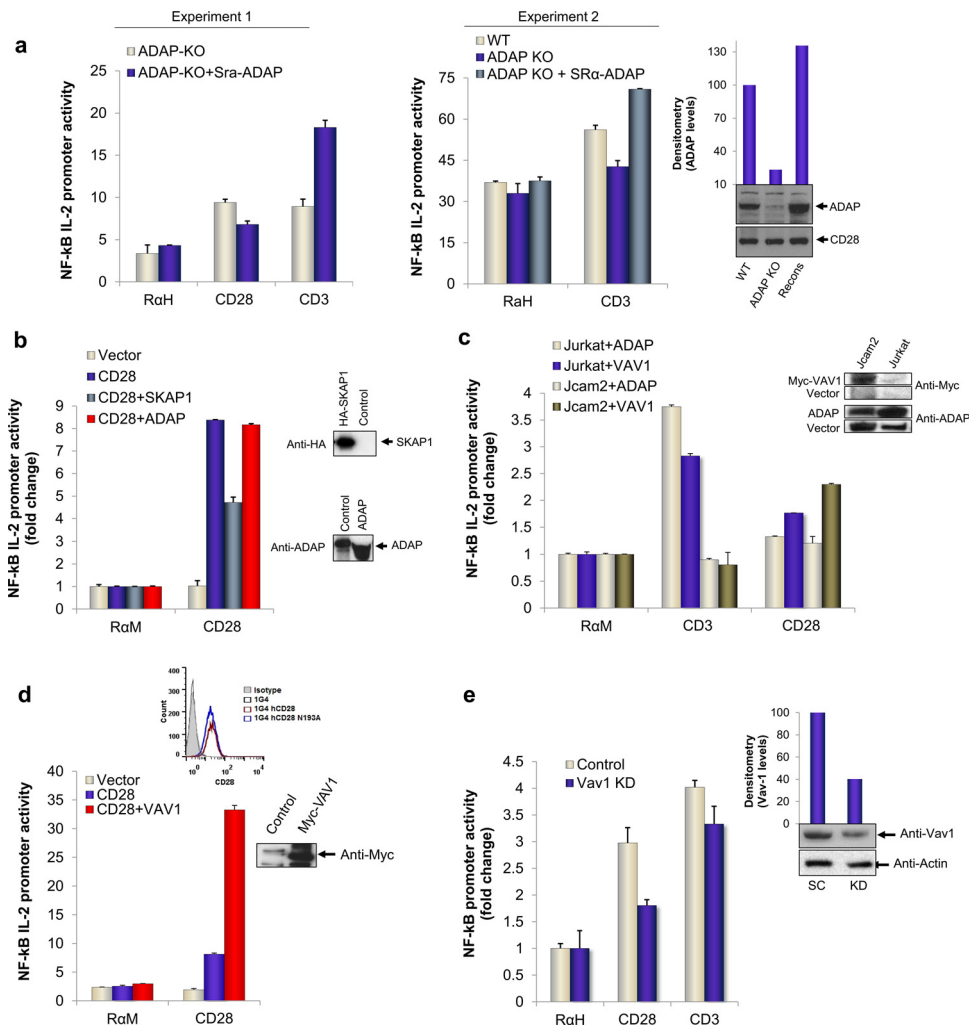 Experiment 1
Experiment 2
a
ADAP-KO
ADAP-KO+Sra-ADAP
NF-kB IL-2 promoter activity
25
20
15
10
5
0
RαH
CD28
CD3
WT
ADAP KO
ADAP KO + SRα-ADAP
NF-kB IL-2 promoter activity
75
60
45
30
15
0
RaH
CD3
Densitometry
(ADAP levels)
130
100
70
40
10
ADAP
CD28
WT
ADAP KO
Recons
b
Vector
CD28
CD28+SKAP1
CD28+ADAP
NF-kB IL-2 promoter activity
(fold change)
9
8
7
6
5
4
3
2
1
0
RαM
CD28
HA-SKAP1
Control
Anti-HA
SKAP1
Control
ADAP
Anti-ADAP
ADAP
c
Jurkat+ADAP
Jurkat+VAV1
Jcam2+ADAP
Jcam2+VAV1
NF-kB IL-2 promoter activity
(fold change)
4
3.5
3
2.5
2
1.5
1
0.5
0
RαM
CD3
CD28
Jcam2
Jurkat
Myc-VAV1
Vector
Anti-Myc
ADAP
Vector
Anti-ADAP
d
Count
400
300
200
100
0
10⁰
10²
10⁴
10⁴
CD28
Isotype
1G4
1G4 hCD28
1G4 hCD28 N193A
Vector
CD28
CD28+VAV1
NF-kB IL-2 promoter activity
40
35
30
25
20
15
10
5
0
RαM
CD28
Control
Myc-VAV1
Anti-Myc
e
Control
Vav1 KD
NF-kB promoter activity
(fold change)
4.5
4
3.5
3
2.5
2
1.5
1
0.5
0
RαH
CD28
CD3
Densitometry
(Vav-1 levels)
100
80
60
40
20
0
Anti-Vav1
Anti-Actin
SC
KD